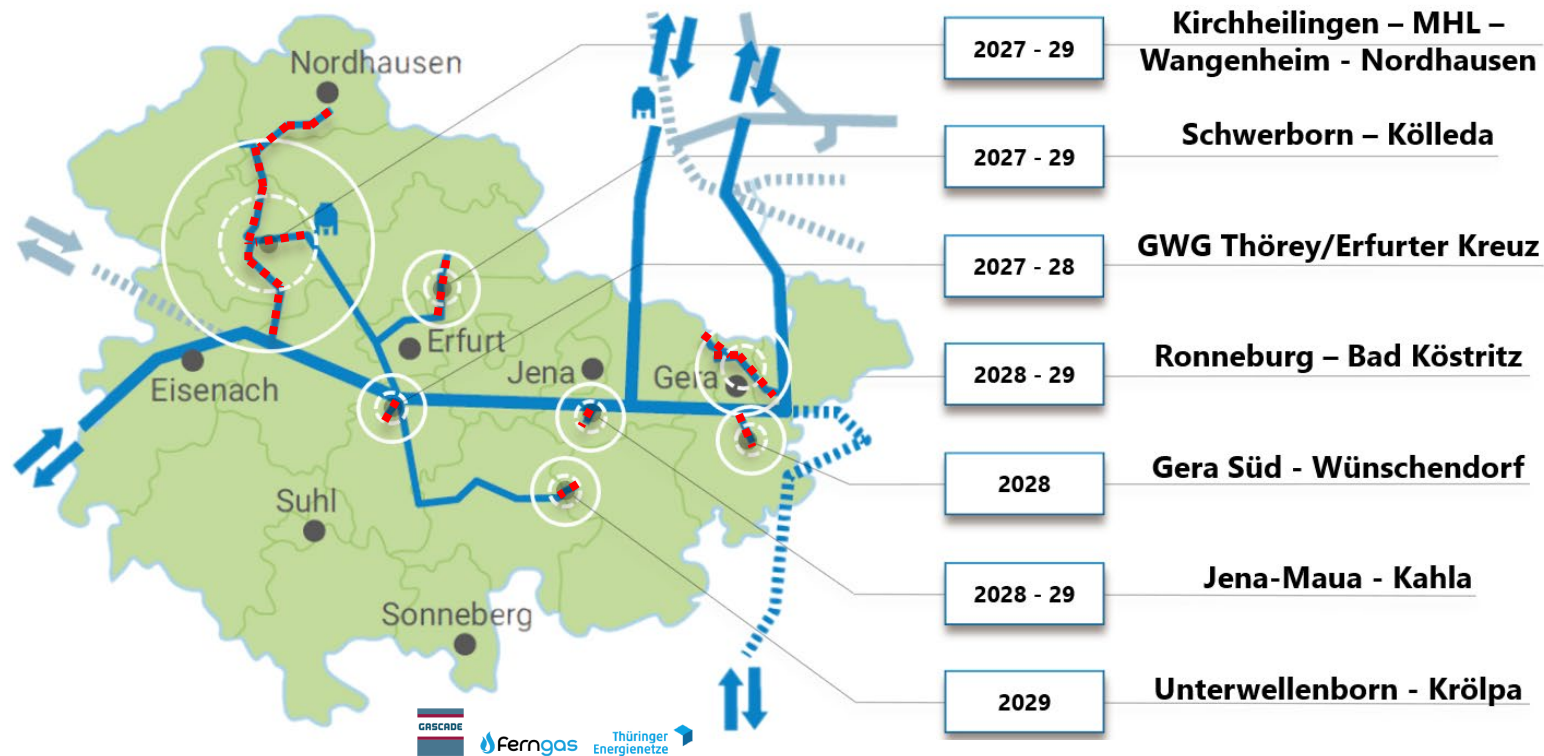 Nordhausen
Erfurt
Eisenach
Jena
Gera
Suhl
Sonneberg
2027 - 29
Kirchheilingen – MHL –
Wangenheim - Nordhausen
2027 - 29
Schwerborn – Kölleda
2027 - 28
GWG Thörey/Erfurter Kreuz
2028 - 29
Ronneburg – Bad Köstritz
2028
Gera Süd - Wünschendorf
2028 - 29
Jena-Maua - Kahla
2029
Unterwellenborn - Krölpa
GASCADE
Ferngas
Thüringer
Energienetze